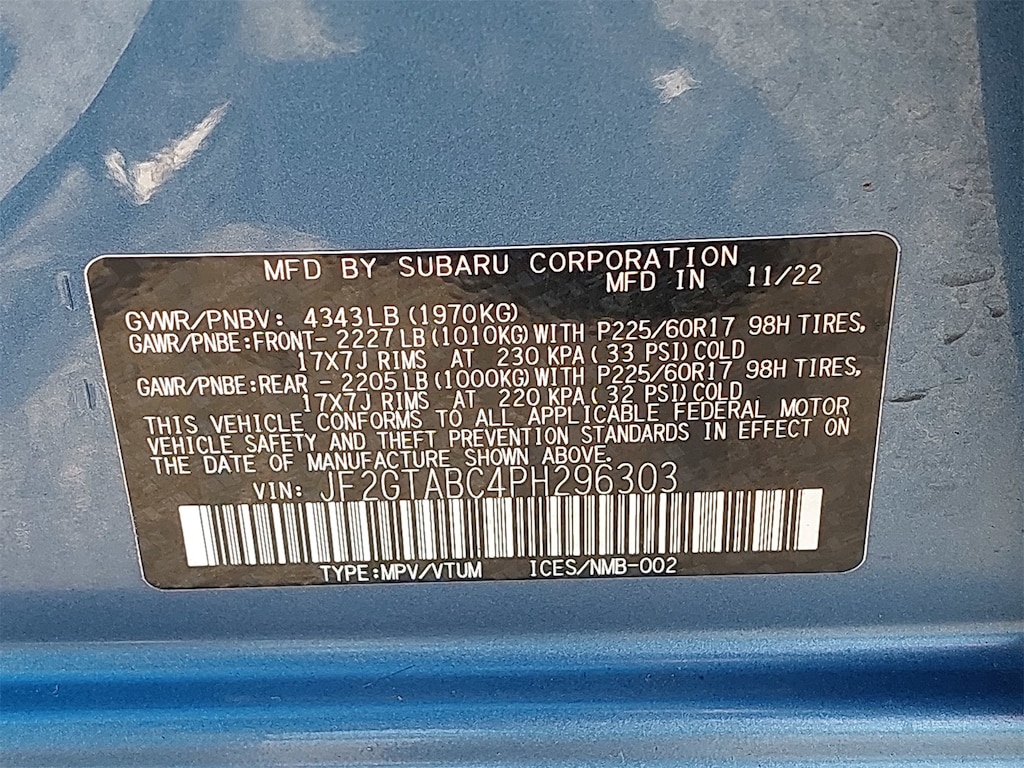 MFD BY SUBARU CORPORATION
MFD IN 11/22
GVWR/PNBV: 4343LB(1970KG)
GAWR/PNBE:FRONT- 2227LB(1010KG)WITH P225/60R17 98H TIRES,
17X7J RIMS AT 230 KPA( 33 PSI)COLD
GAWR/PNBE:REAR - 2205LB(1000KG)WITH P225/60R17 98H TIRES,
17X7J RIMS AT 220 KPA( 32 PSI)COLD
THIS VEHICLE CONFORMS TO ALL APPLICABLE FEDERAL MOTOR
VEHICLE SAFETY AND THEFT PREVENTION STANDARDS IN EFFECT ON
THE DATE OF MANUFACTURE SHOWN ABOVE.
VIN: JF2GTABC4PH296303
TYPE:MPV/VTUM ICES/NMB-002